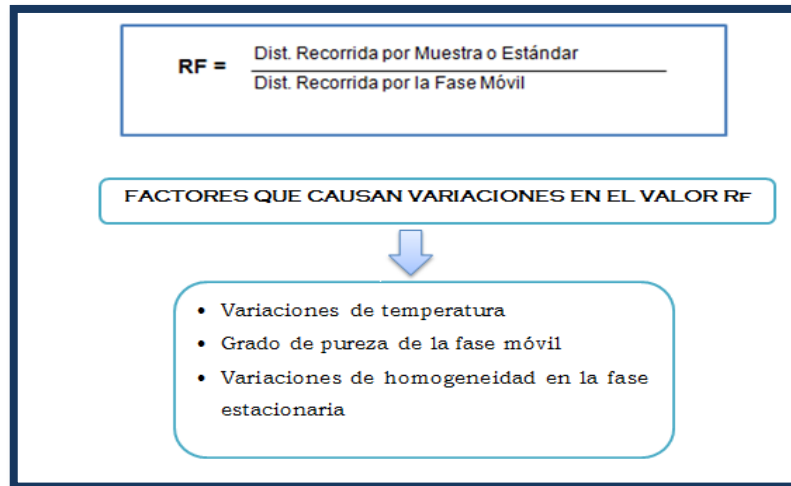 RF =
Dist. Recorrida por Muestra o Estándar
Dist. Recorrida por la Fase Móvil
FACTORES QUE CAUSAN VARIACIONES EN EL VALOR RF
• Variaciones de temperatura
• Grado de pureza de la fase móvil
• Variaciones de homogeneidad en la fase
estacionaria